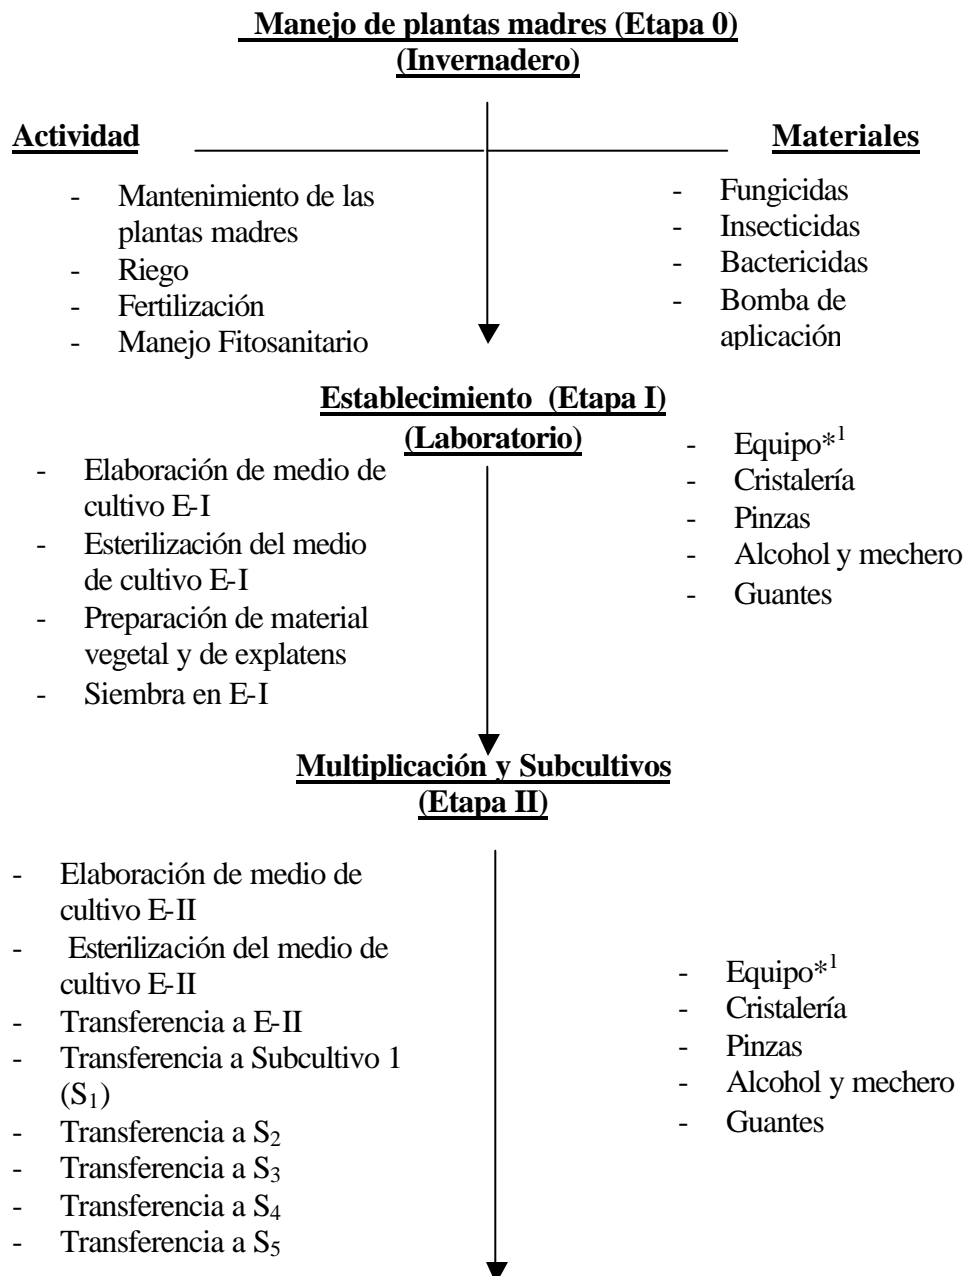 Manejo de plantas madres (Etapa 0)
(Invernadero)
Actividad
Materiales
- Mantenimiento de las
plantas madres
- Riego
- Fertilización
- Manejo Fitosanitario
- Fungicidas
- Insecticidas
- Bactericidas
- Bomba de
aplicación
Establecimiento (Etapa I)
(Laboratorio)
- Elaboración de medio de
cultivo E-I
- Esterilización del medio
de cultivo E-I
- Preparación de material
vegetal y de explatens
- Siembra en E-I
- Equipo*¹
- Cristalería
- Pinzas
- Alcohol y mechero
- Guantes
Multiplicación y Subcultivos
(Etapa II)
- Elaboración de medio de
cultivo E-II
- Esterilización del medio de
cultivo E-II
- Transferencia a E-II
- Transferencia a Subcultivo 1
(S₁)
- Transferencia a S₂
- Transferencia a S₃
- Transferencia a S₄
- Transferencia a S₅
- Equipo*¹
- Cristalería
- Pinzas
- Alcohol y mechero
- Guantes